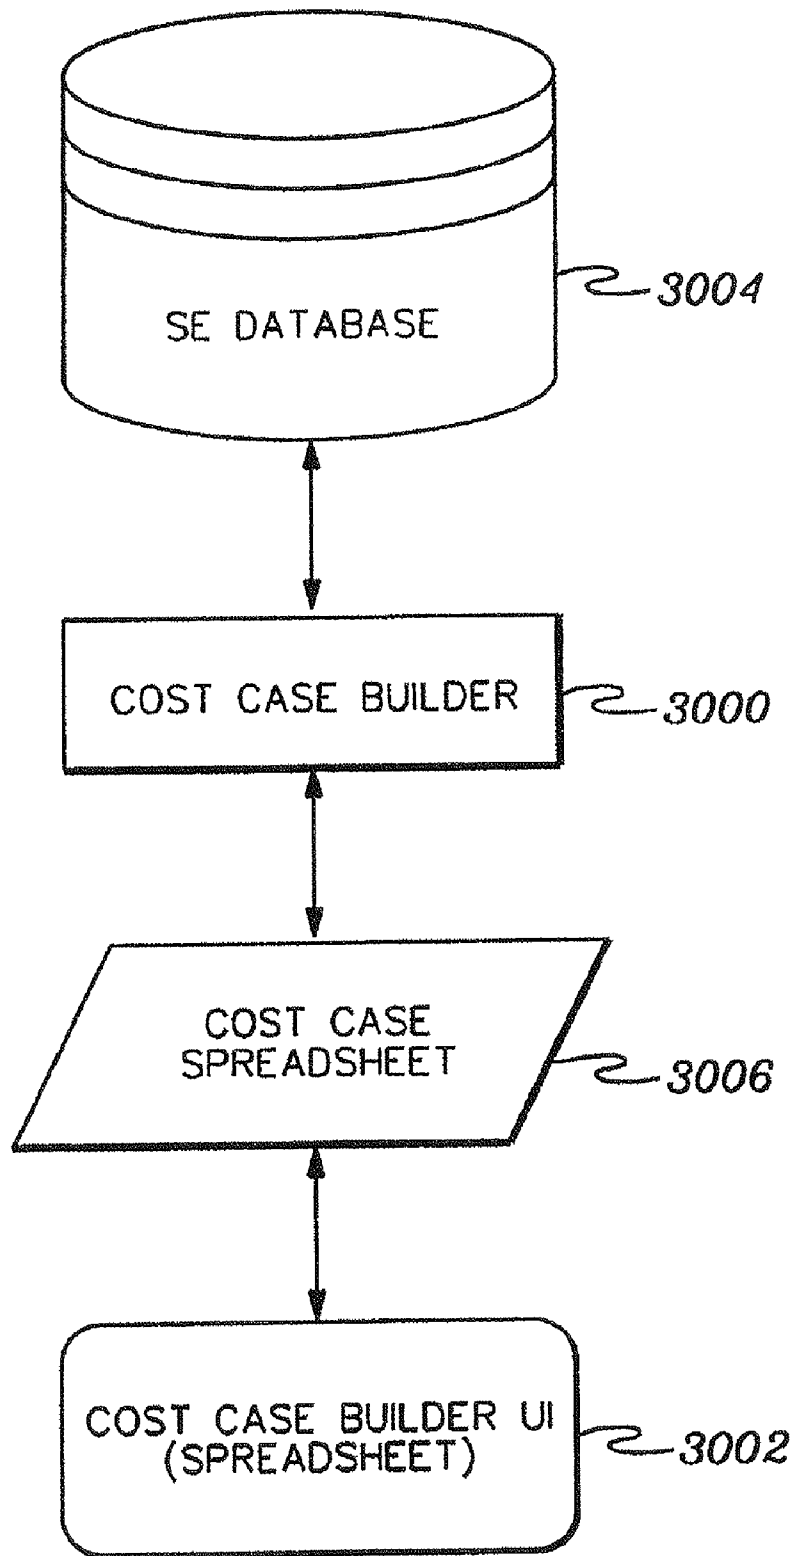 SE DATABASE
3004
COST CASE BUILDER
3000
COST CASE
SPREADSHEET
3006
COST CASE BUILDER UI
(SPREADSHEET)
3002